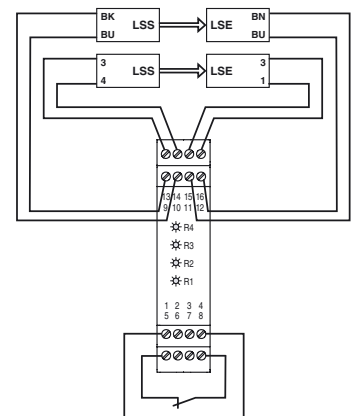 BK LSS LSE BN
BU BU
3 LSS LSE 3
4 1
13 14 15 16
9 10 11 12
R4
R3
R2
R1
1 2 3 4
5 6 7 8